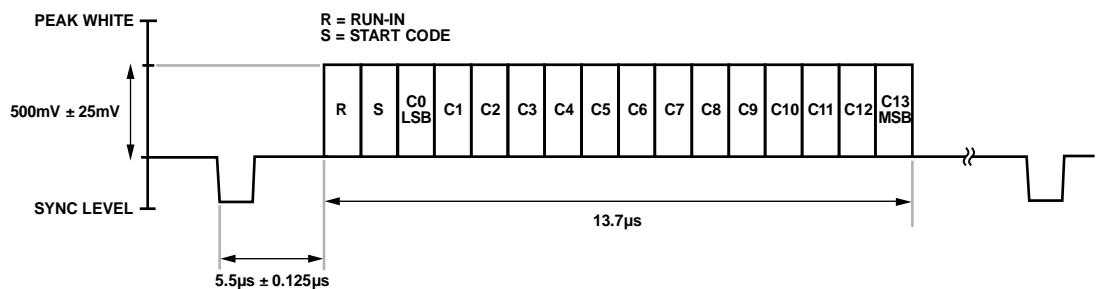 PEAK WHITE
R = RUN-IN
S = START CODE
500mV ± 25mV
R
S
C0
LSB
C1
C2
C3
C4
C5
C6
C7
C8
C9
C10
C11
C12
C13
MSB
SYNC LEVEL
13.7µs
5.5µs ± 0.125µs